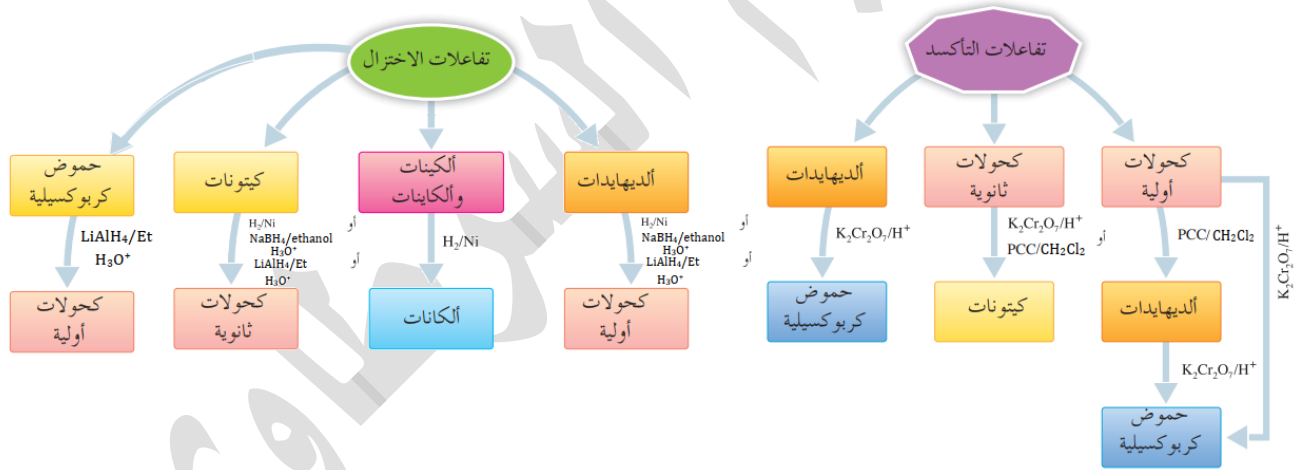 تفاعلات التأكسد
كحولات
أولية
كحولات
ثانوية
ألديهايدات
K₂Cr₂O₇/H⁺
PCC/CH₂Cl₂
K₂Cr₂O₇/H⁺ أو
PCC/CH₂Cl₂
K₂Cr₂O₇/H⁺
ألديهايدات
كيتونات
حموض
كربوكسيلية
K₂Cr₂O₇/H⁺
حموض
كربوكسيلية
تفاعلات الاختزال
ألديهايدات
ألكينات
وألكاينات
كيتونات
حموض
كربوكسيلية
H₂/Ni أو
NaBH₄/ethanol
H₃O⁺ أو
LiAlH₄/Et
H₃O⁺
H₂/Ni
H₂/Ni أو
NaBH₄/ethanol
H₃O⁺ أو
LiAlH₄/Et
H₃O⁺
LiAlH₄/Et
H₃O⁺
كحولات
أولية
ألكانات
كحولات
ثانوية
كحولات
أولية